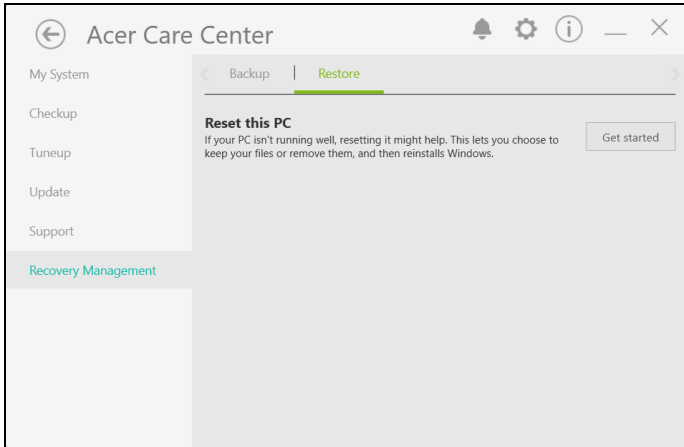 Acer Care Center
My System
Checkup
Tuneup
Update
Support
Recovery Management
Backup | Restore
Reset this PC
If your PC isn't running well, resetting it might help. This lets you choose to
keep your files or remove them, and then reinstalls Windows.
Get started